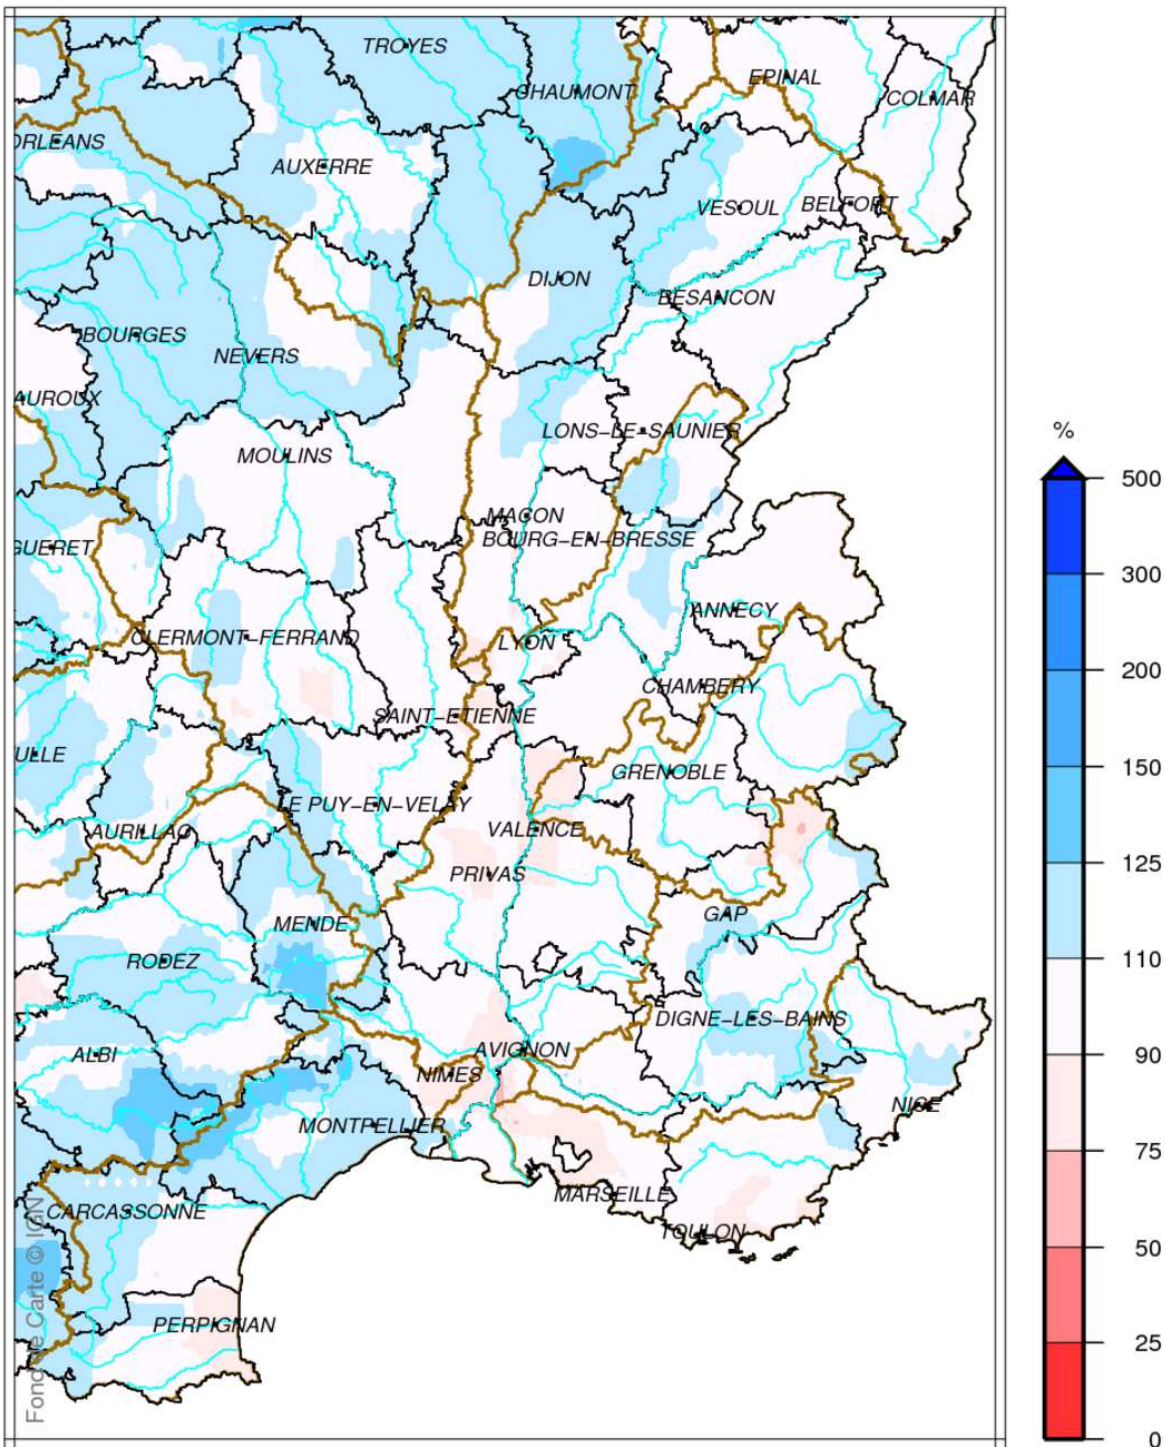 TROYES
EPINAL
CHAUMONT
COLMAR
ORLEANS
AUXERRE
VESOUL
BELFORT
DIJON
BESANCON
BOURGES
NEVERS
AUROUX
%
LONS-LE-SAUNIER
MOULINS
500
MACON
BOURG-EN-BRESSE
GUERET
300
ANNECY
CLERMONT-FERRAND
LYON
200
CHAMBERY
SAINT-ETIENNE
ULLE
150
GRENOBLE
LE PUY-EN-VELAY
AURILLAC
VALENCE
125
PRIVAS
GAP
MENDE
110
RODEZ
DIGNE-LES-BAINS
AVIGNON
ALBI
90
NIMES
NICE
MONTPELLIER
75
MARSEILLE
CARCASSONNE
TOULON
50
PERPIGNAN
25
Fond de Carte © IGN
0